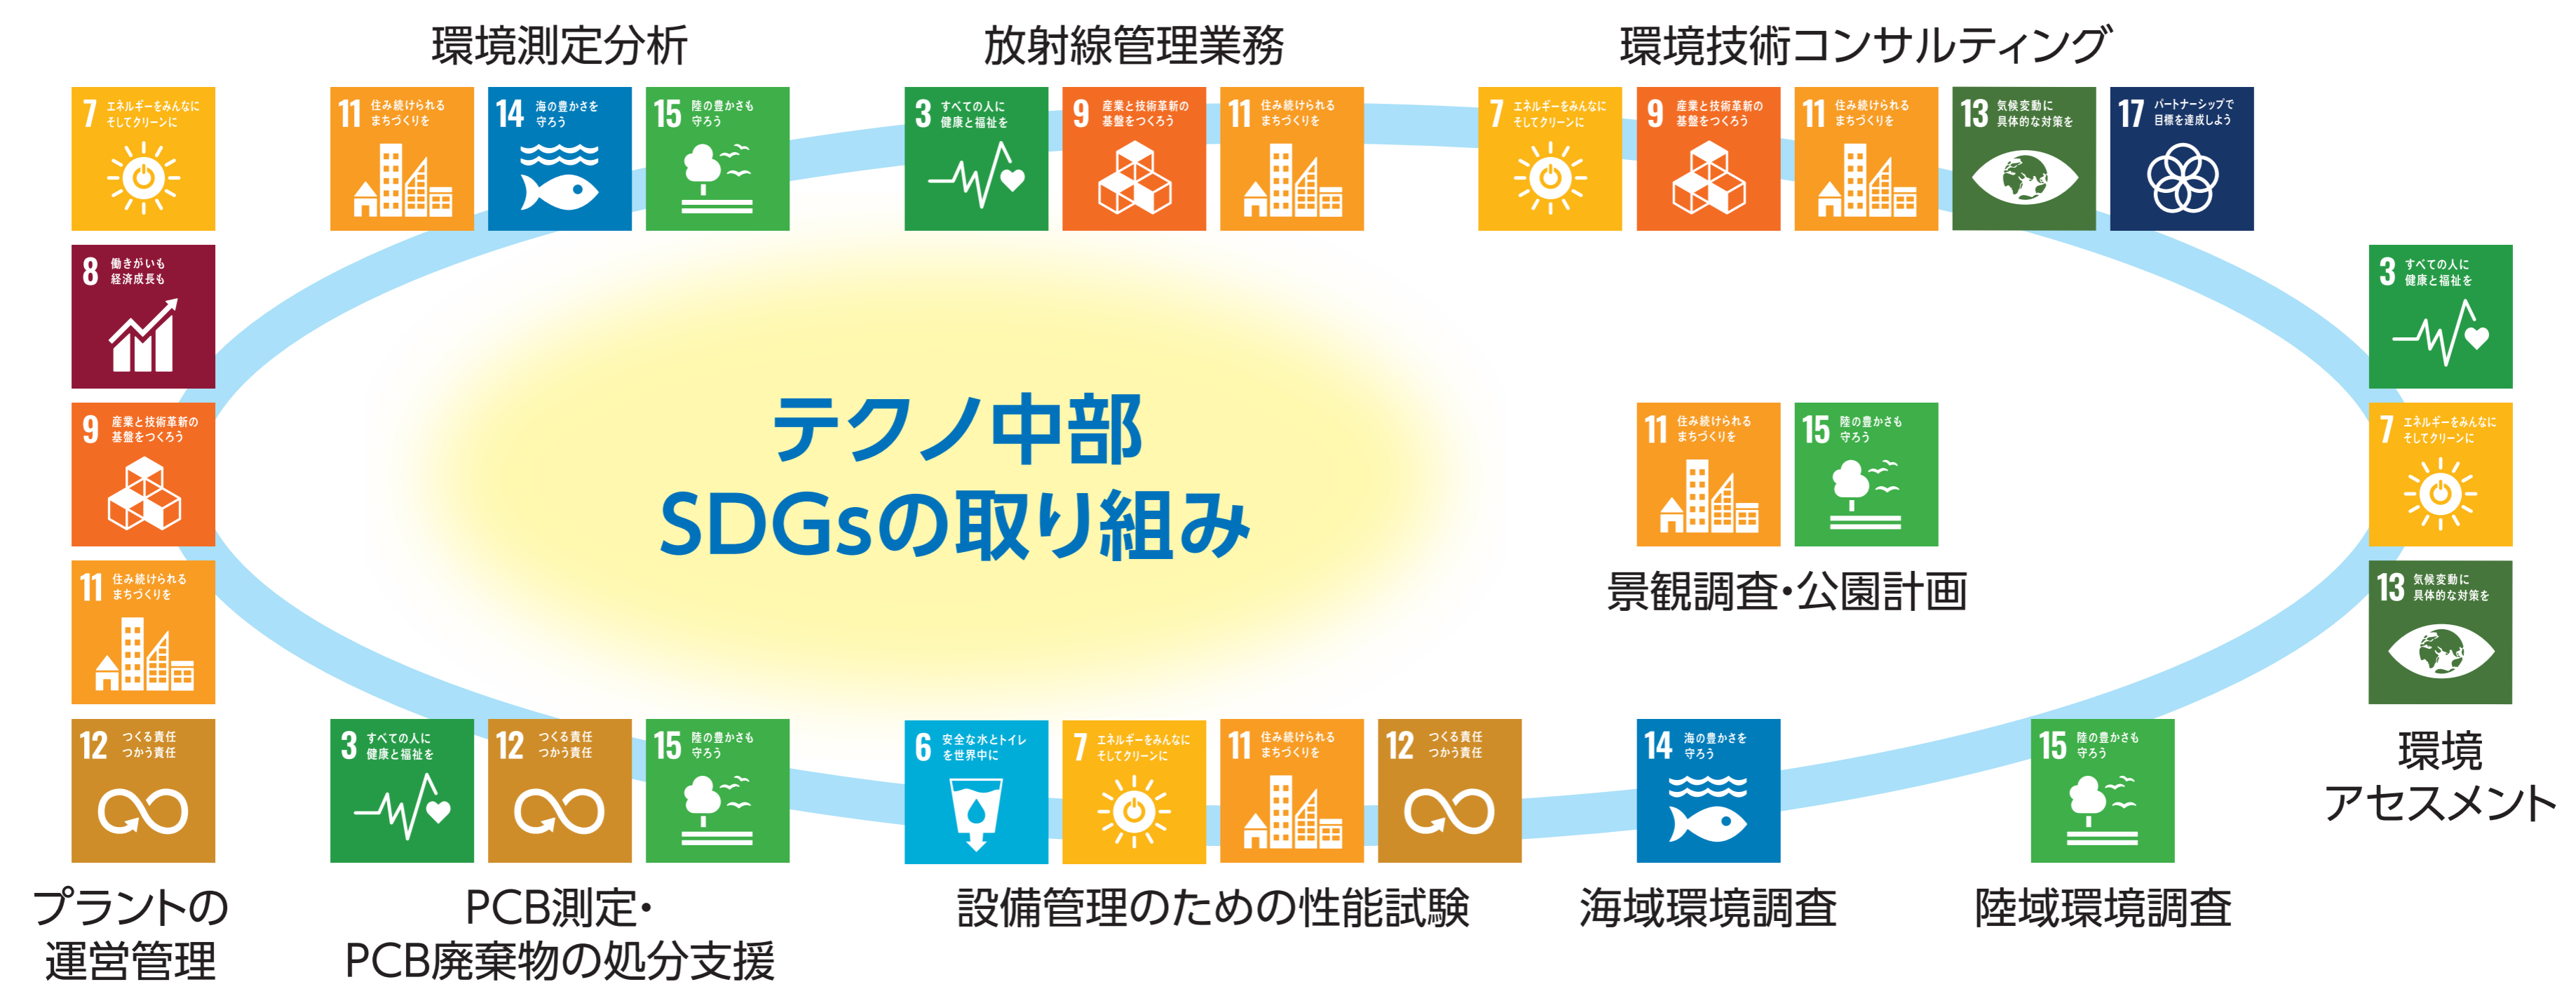 環境測定分析
11 住み続けられる
まちづくりを
14 海の豊かさを
守ろう
15 陸の豊かさも
守ろう
放射線管理業務
3 すべての人に
健康と福祉を
9 産業と技術革新の
基盤をつくろう
11 住み続けられる
まちづくりを
環境技術コンサルティング
7 エネルギーをみんなに
そしてクリーンに
9 産業と技術革新の
基盤をつくろう
11 住み続けられる
まちづくりを
13 気候変動に
具体的な対策を
17 パートナーシップで
目標を達成しよう
7 エネルギーをみんなに
そしてクリーンに
8 働きがいも
経済成長も
9 産業と技術革新の
基盤をつくろう
11 住み続けられる
まちづくりを
12 つくる責任
つかう責任
プラントの
運営管理
テクノ中部
SDGsの取り組み
11 住み続けられる
まちづくりを
15 陸の豊かさも
守ろう
景観調査・公園計画
3 すべての人に
健康と福祉を
7 エネルギーをみんなに
そしてクリーンに
13 気候変動に
具体的な対策を
環境
アセスメント
3 すべての人に
健康と福祉を
12 つくる責任
つかう責任
15 陸の豊かさも
守ろう
PCB測定・
PCB廃棄物の処分支援
6 安全な水とトイレ
を世界中に
7 エネルギーをみんなに
そしてクリーンに
11 住み続けられる
まちづくりを
12 つくる責任
つかう責任
設備管理のための性能試験
14 海の豊かさを
守ろう
海域環境調査
15 陸の豊かさも
守ろう
陸域環境調査